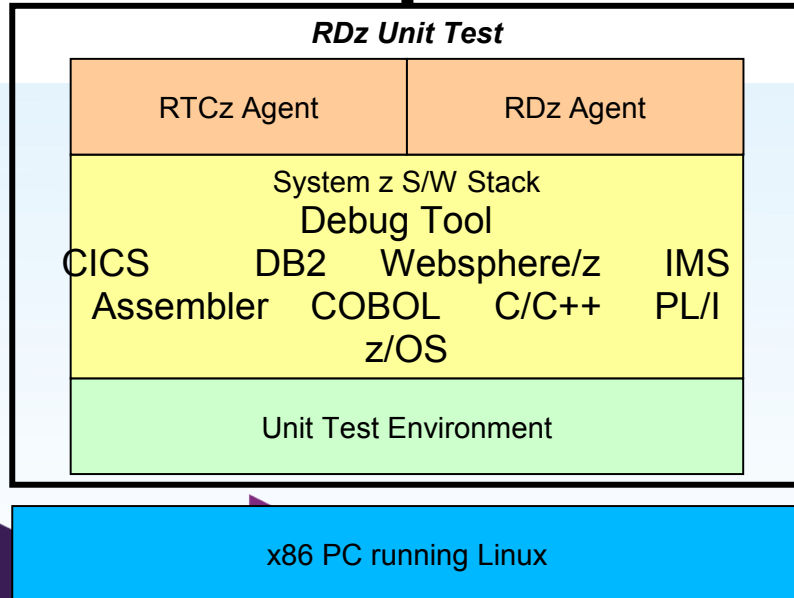 RDz Unit Test
RTCz Agent RDz Agent
System z S/W Stack
Debug Tool
CICS DB2 Websphere/z IMS
Assembler COBOL C/C++ PL/I
z/OS
Unit Test Environment
x86 PC running Linux